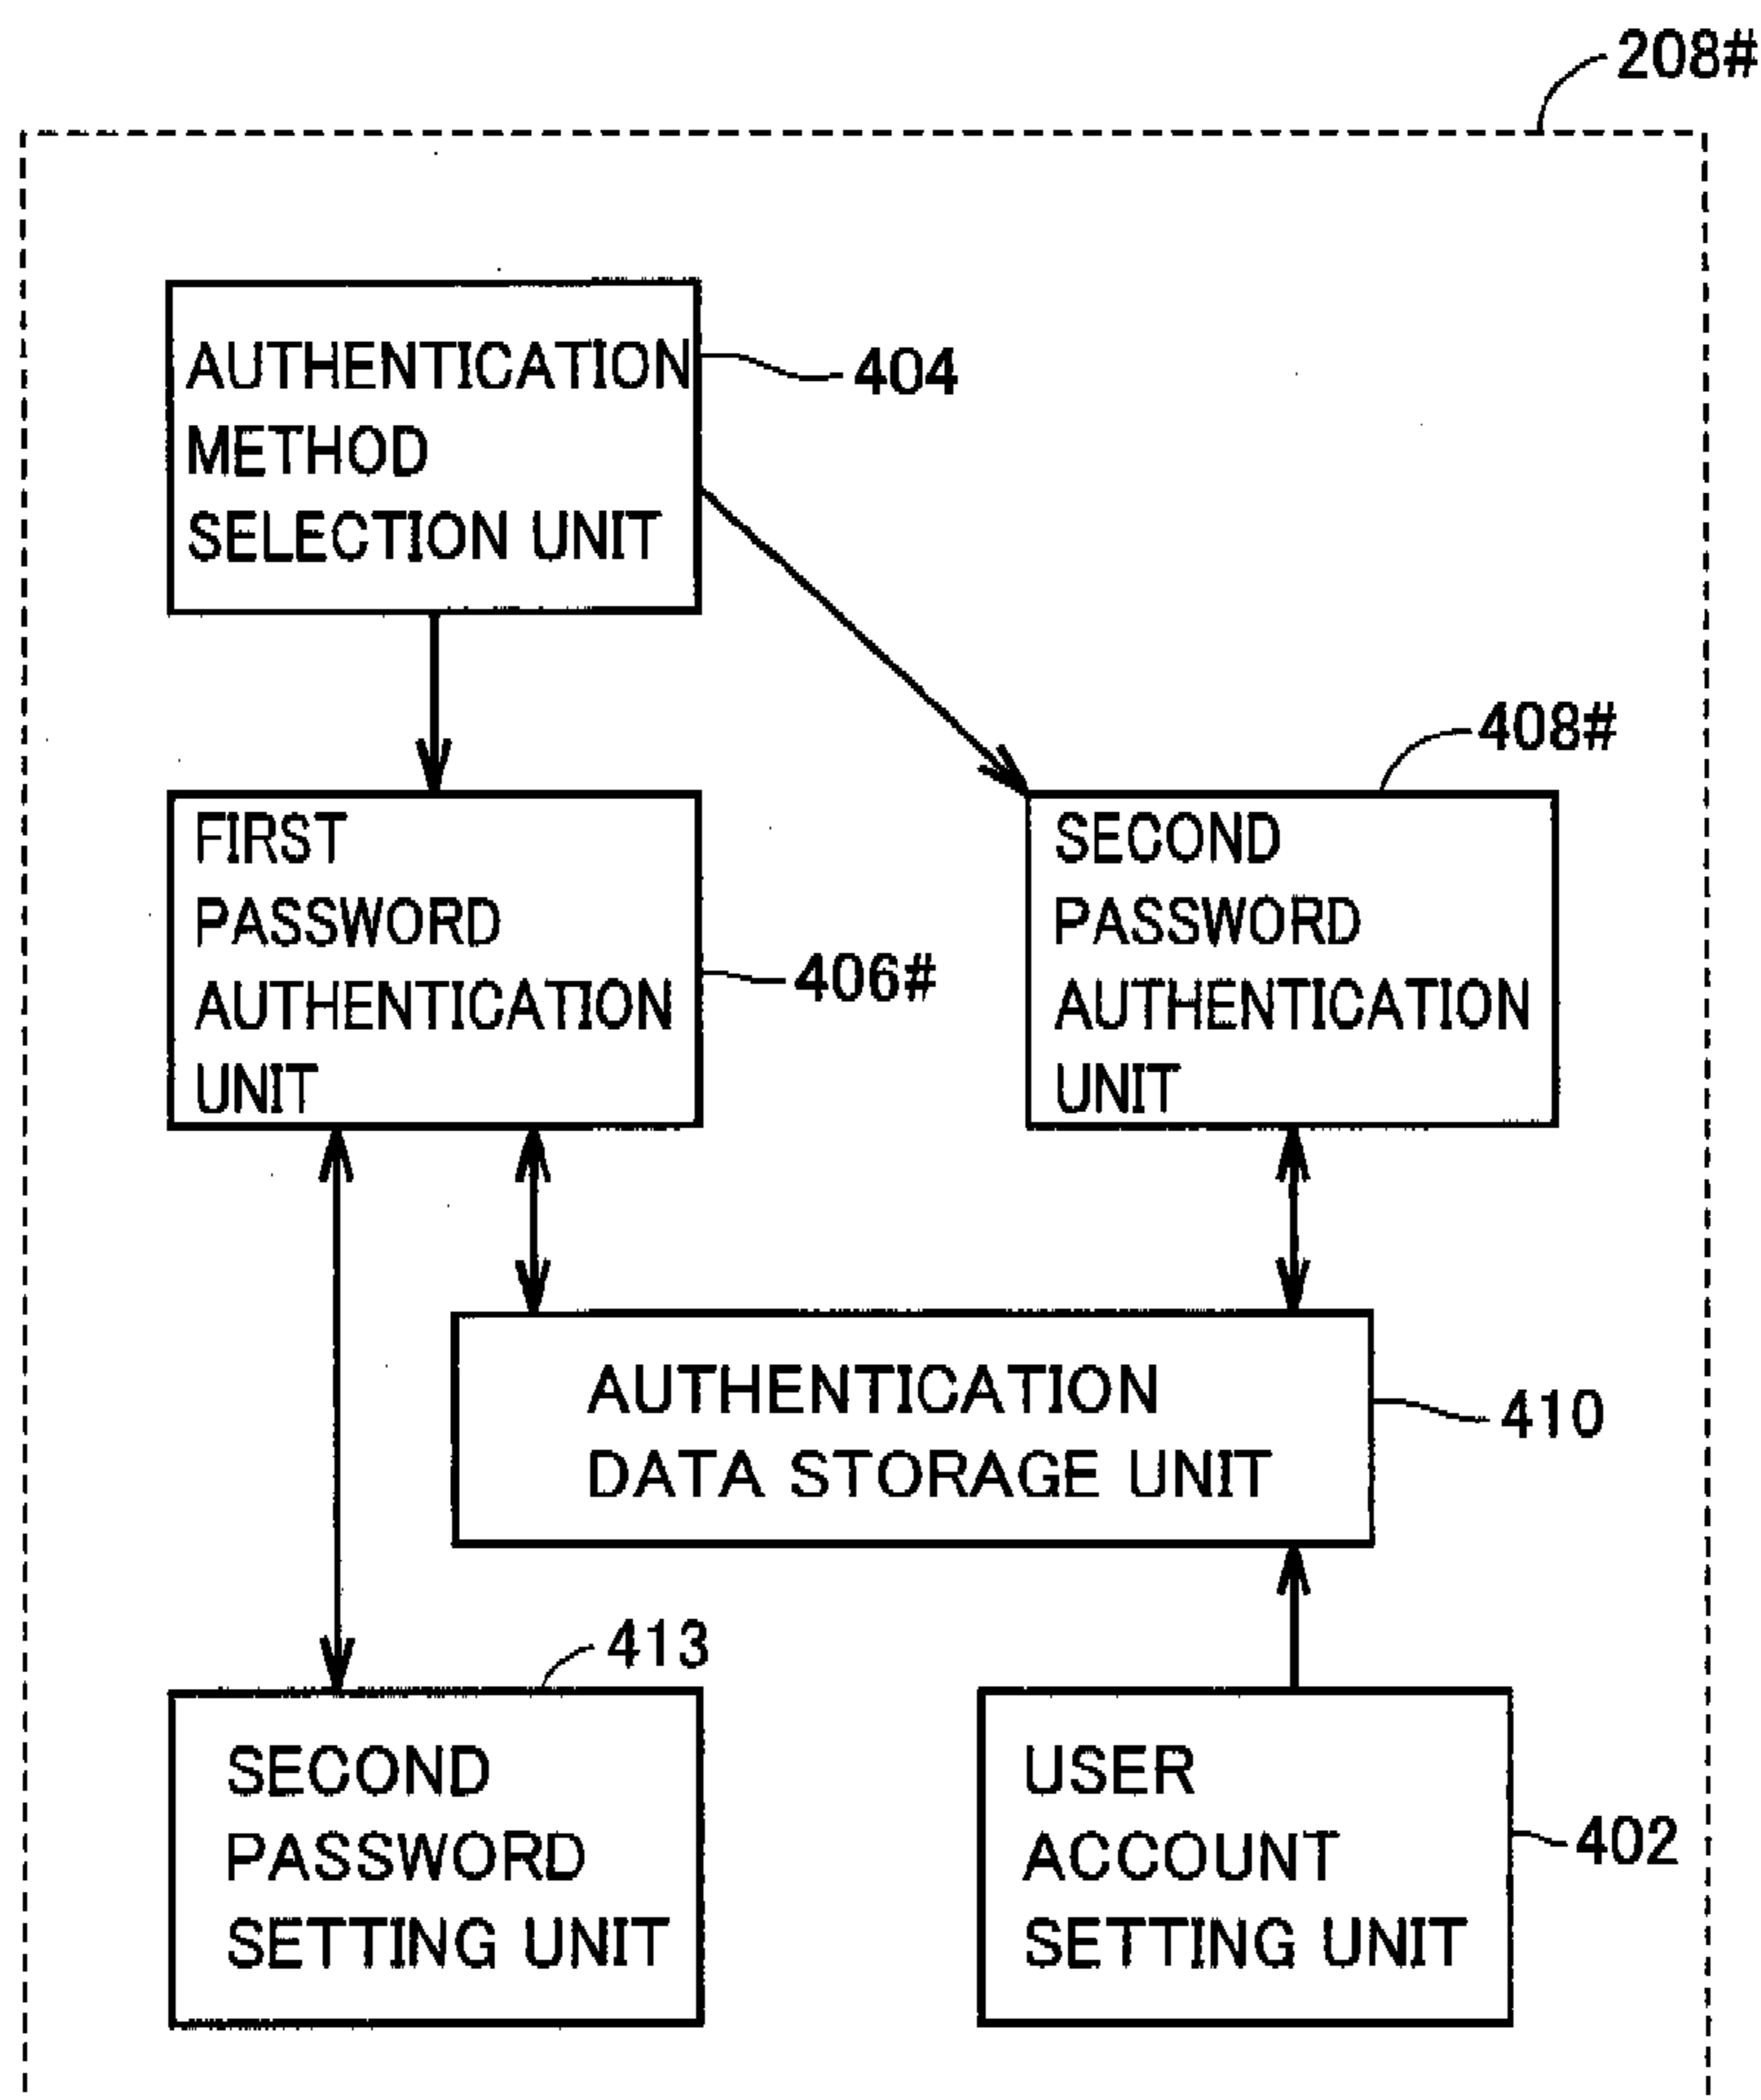 208#
AUTHENTICATION
METHOD
SELECTION UNIT
404
408#
FIRST
PASSWORD
AUTHENTICATION
UNIT
406#
SECOND
PASSWORD
AUTHENTICATION
UNIT
AUTHENTICATION
DATA STORAGE UNIT
410
413
SECOND
PASSWORD
SETTING UNIT
USER
ACCOUNT
SETTING UNIT
402